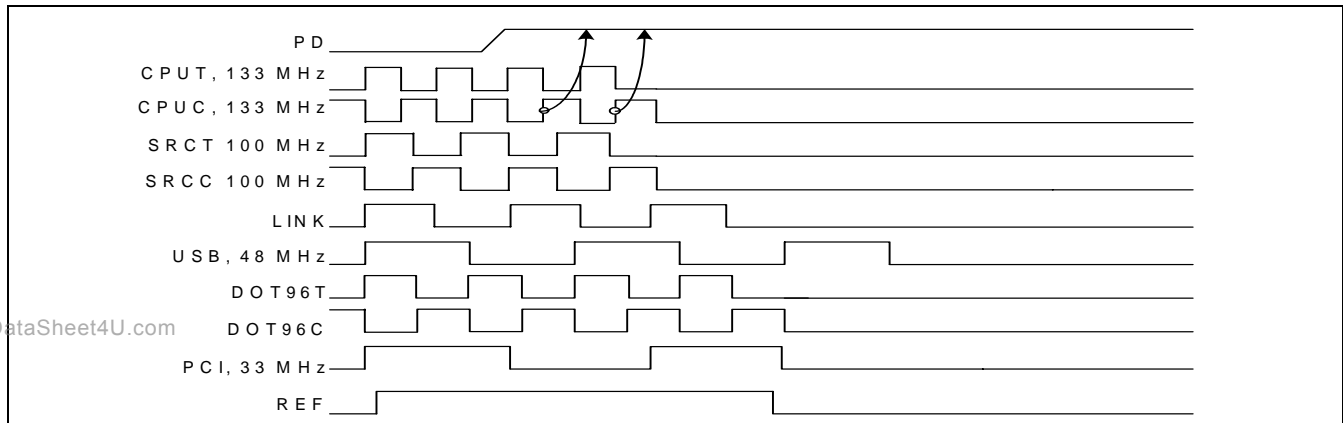 PD
CPUT, 133 MHz
CPUC, 133 MHz
SRCT 100 MHz
SRCC 100 MHz
LINK
USB, 48 MHz
DOT96T
DOT96C
PCI, 33 MHz
REF
ataSheet4U.com